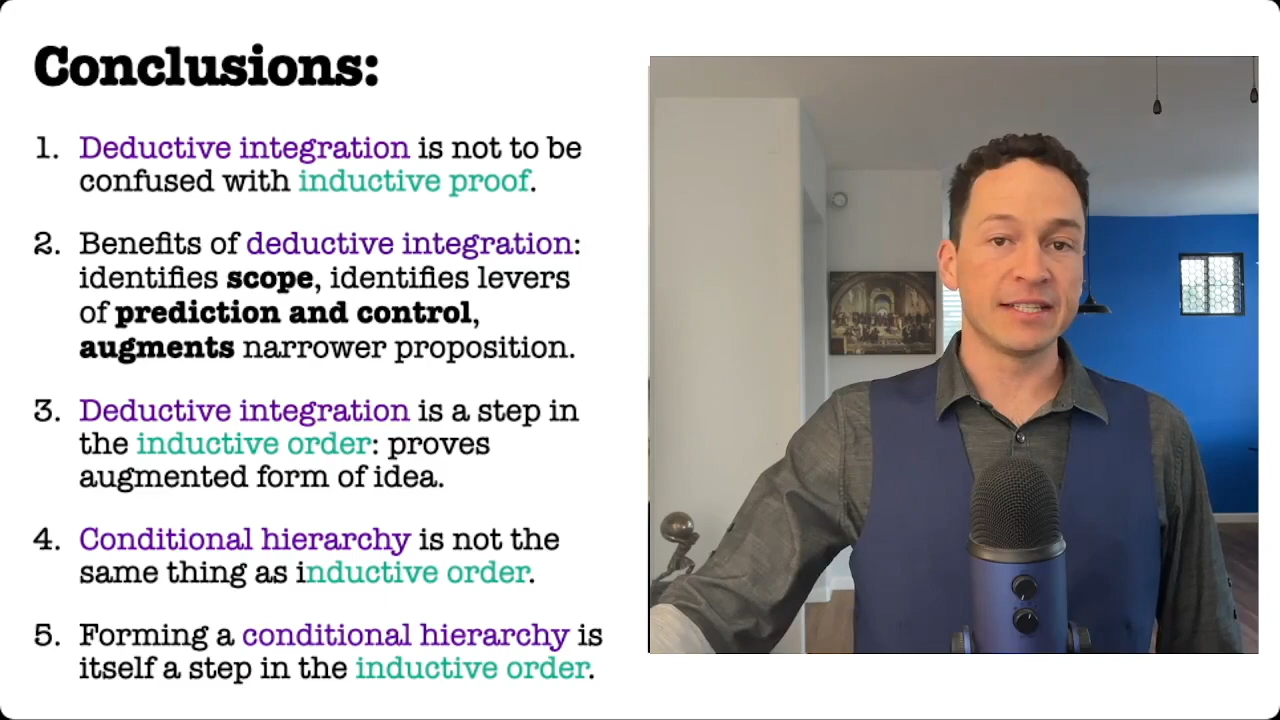 Conclusions:
1. Deductive integration is not to be
confused with inductive proof.
2. Benefits of deductive integration:
identifies scope, identifies levers
of prediction and control,
augments narrower proposition.
3. Deductive integration is a step in
the inductive order: proves
augmented form of idea.
4. Conditional hierarchy is not the
same thing as inductive order.
5. Forming a conditional hierarchy is
itself a step in the inductive order.